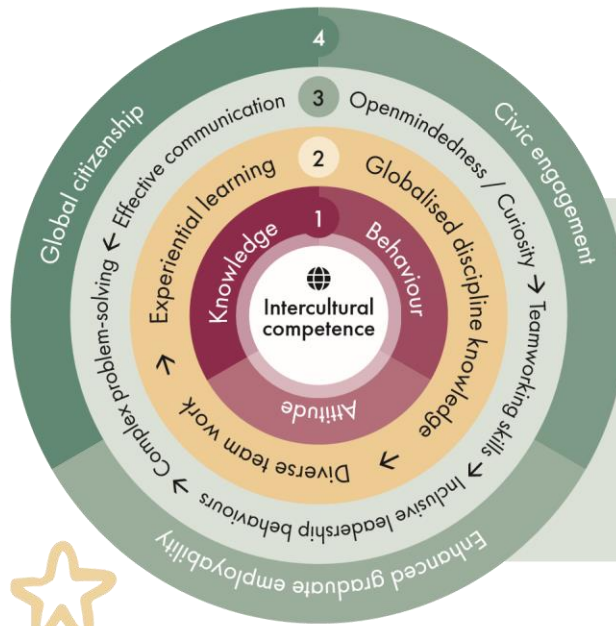 4
Global citizenship
Civic engagement
Enhanced graduate employability
3
Openmindedness / Curiosity → Teamworking skills → Inclusive leadership behaviours → Complex problem-solving ← Effective communication
2
Globalised discipline knowledge → Diverse team work → Experiential learning
1
Knowledge
Behaviour
Attitude
Intercultural
competence